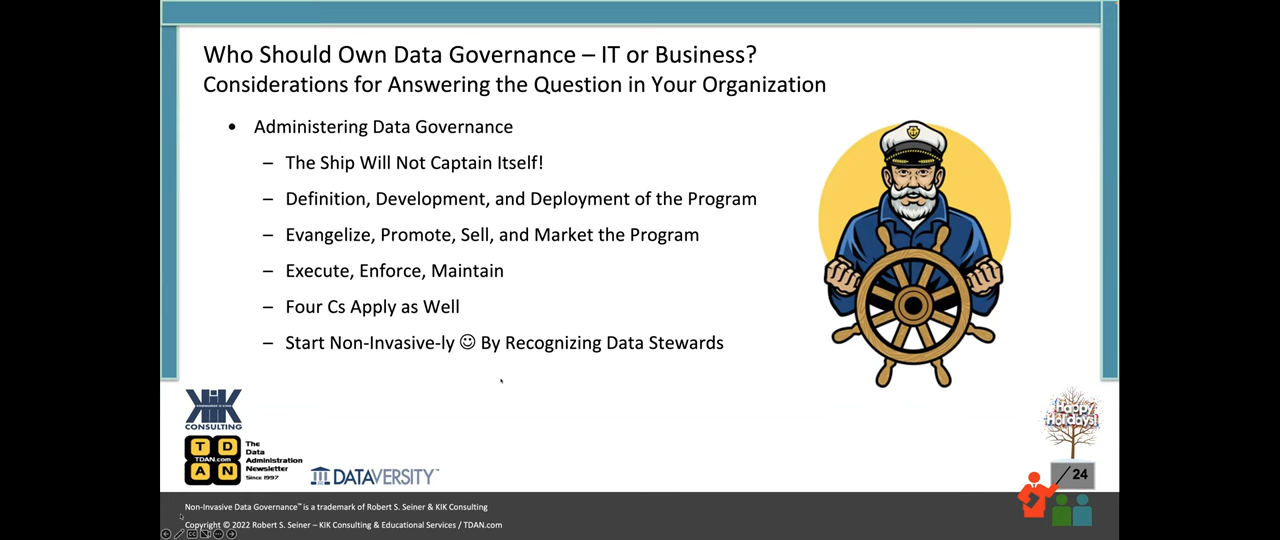 Who Should Own Data Governance – IT or Business?
Considerations for Answering the Question in Your Organization
• Administering Data Governance
– The Ship Will Not Captain Itself!
– Definition, Development, and Deployment of the Program
– Evangelize, Promote, Sell, and Market the Program
– Execute, Enforce, Maintain
– Four Cs Apply as Well
– Start Non-Invasive-ly ☺ By Recognizing Data Stewards
KIK
CONSULTING
T D
TDAN.com
A N
The
Data
Administration
Newsletter
Since 1997
DATAVERSITY™
Happy
Holidays!
24
Non-Invasive Data Governance™ is a trademark of Robert S. Seiner & KIK Consulting
Copyright © 2022 Robert S. Seiner – KIK Consulting & Educational Services / TDAN.com